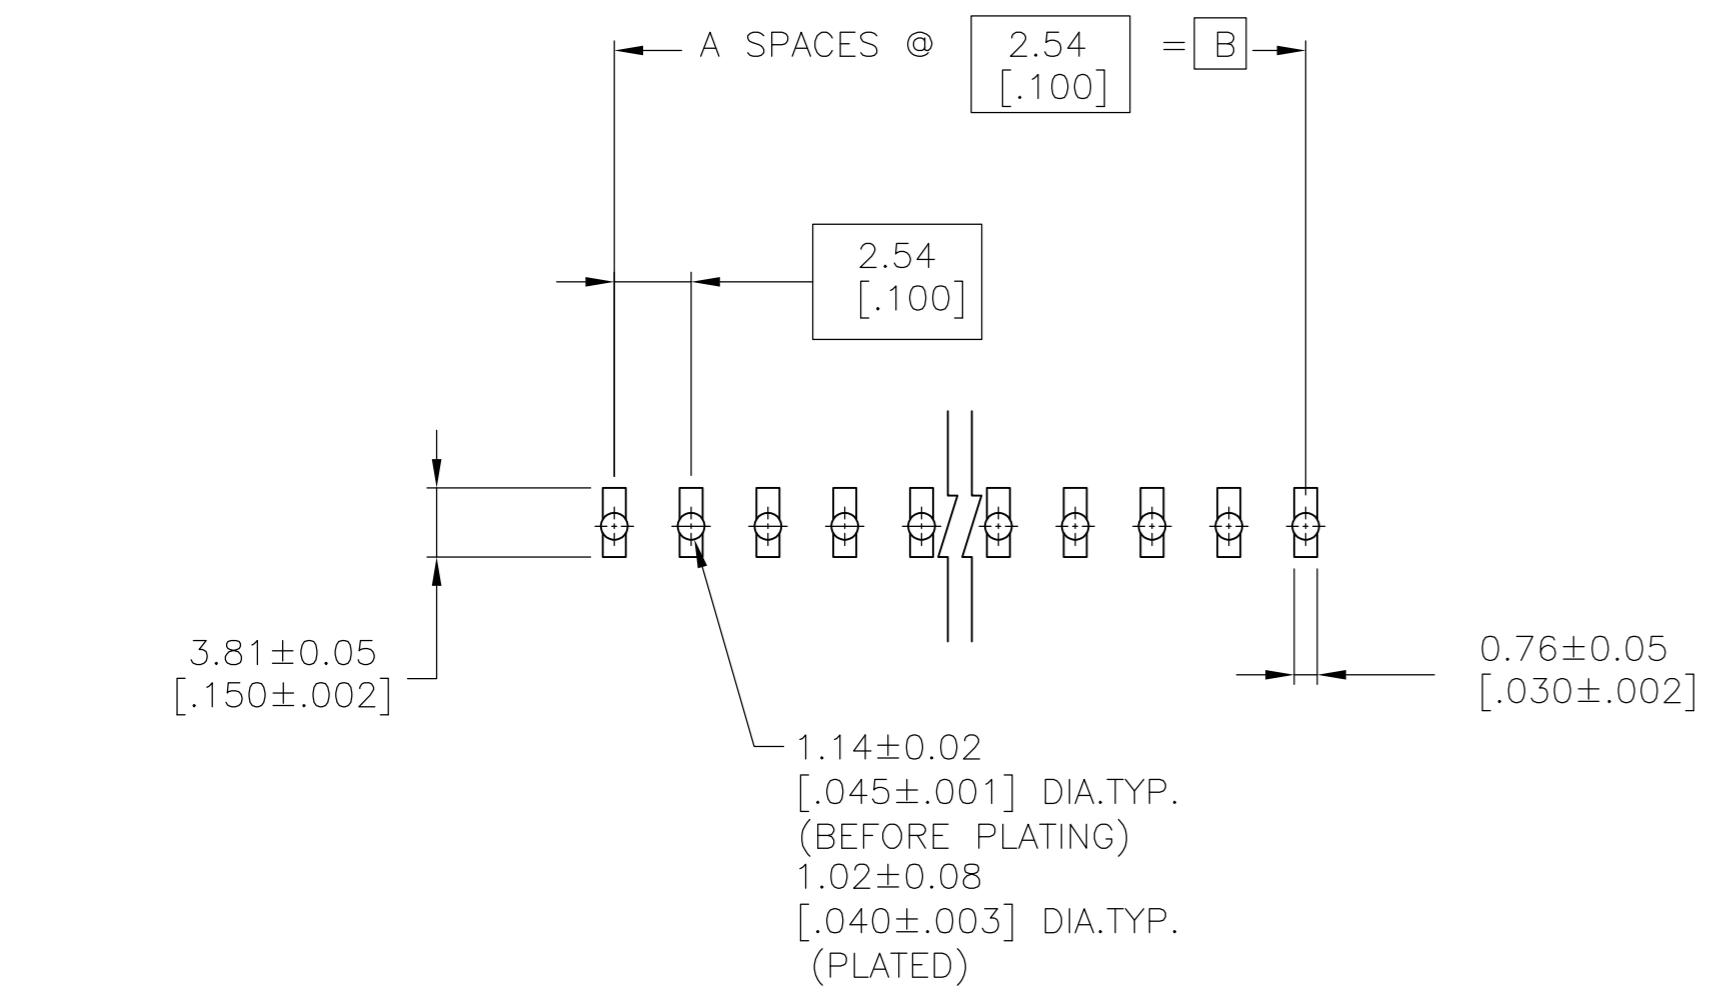 A SPACES @ 2.54 = B
[.100]
2.54
[.100]
3.81±0.05
[.150±.002]
0.76±0.05
[.030±.002]
1.14±0.02
[.045±.001] DIA.TYP.
(BEFORE PLATING)
1.02±0.08
[.040±.003] DIA.TYP.
(PLATED)